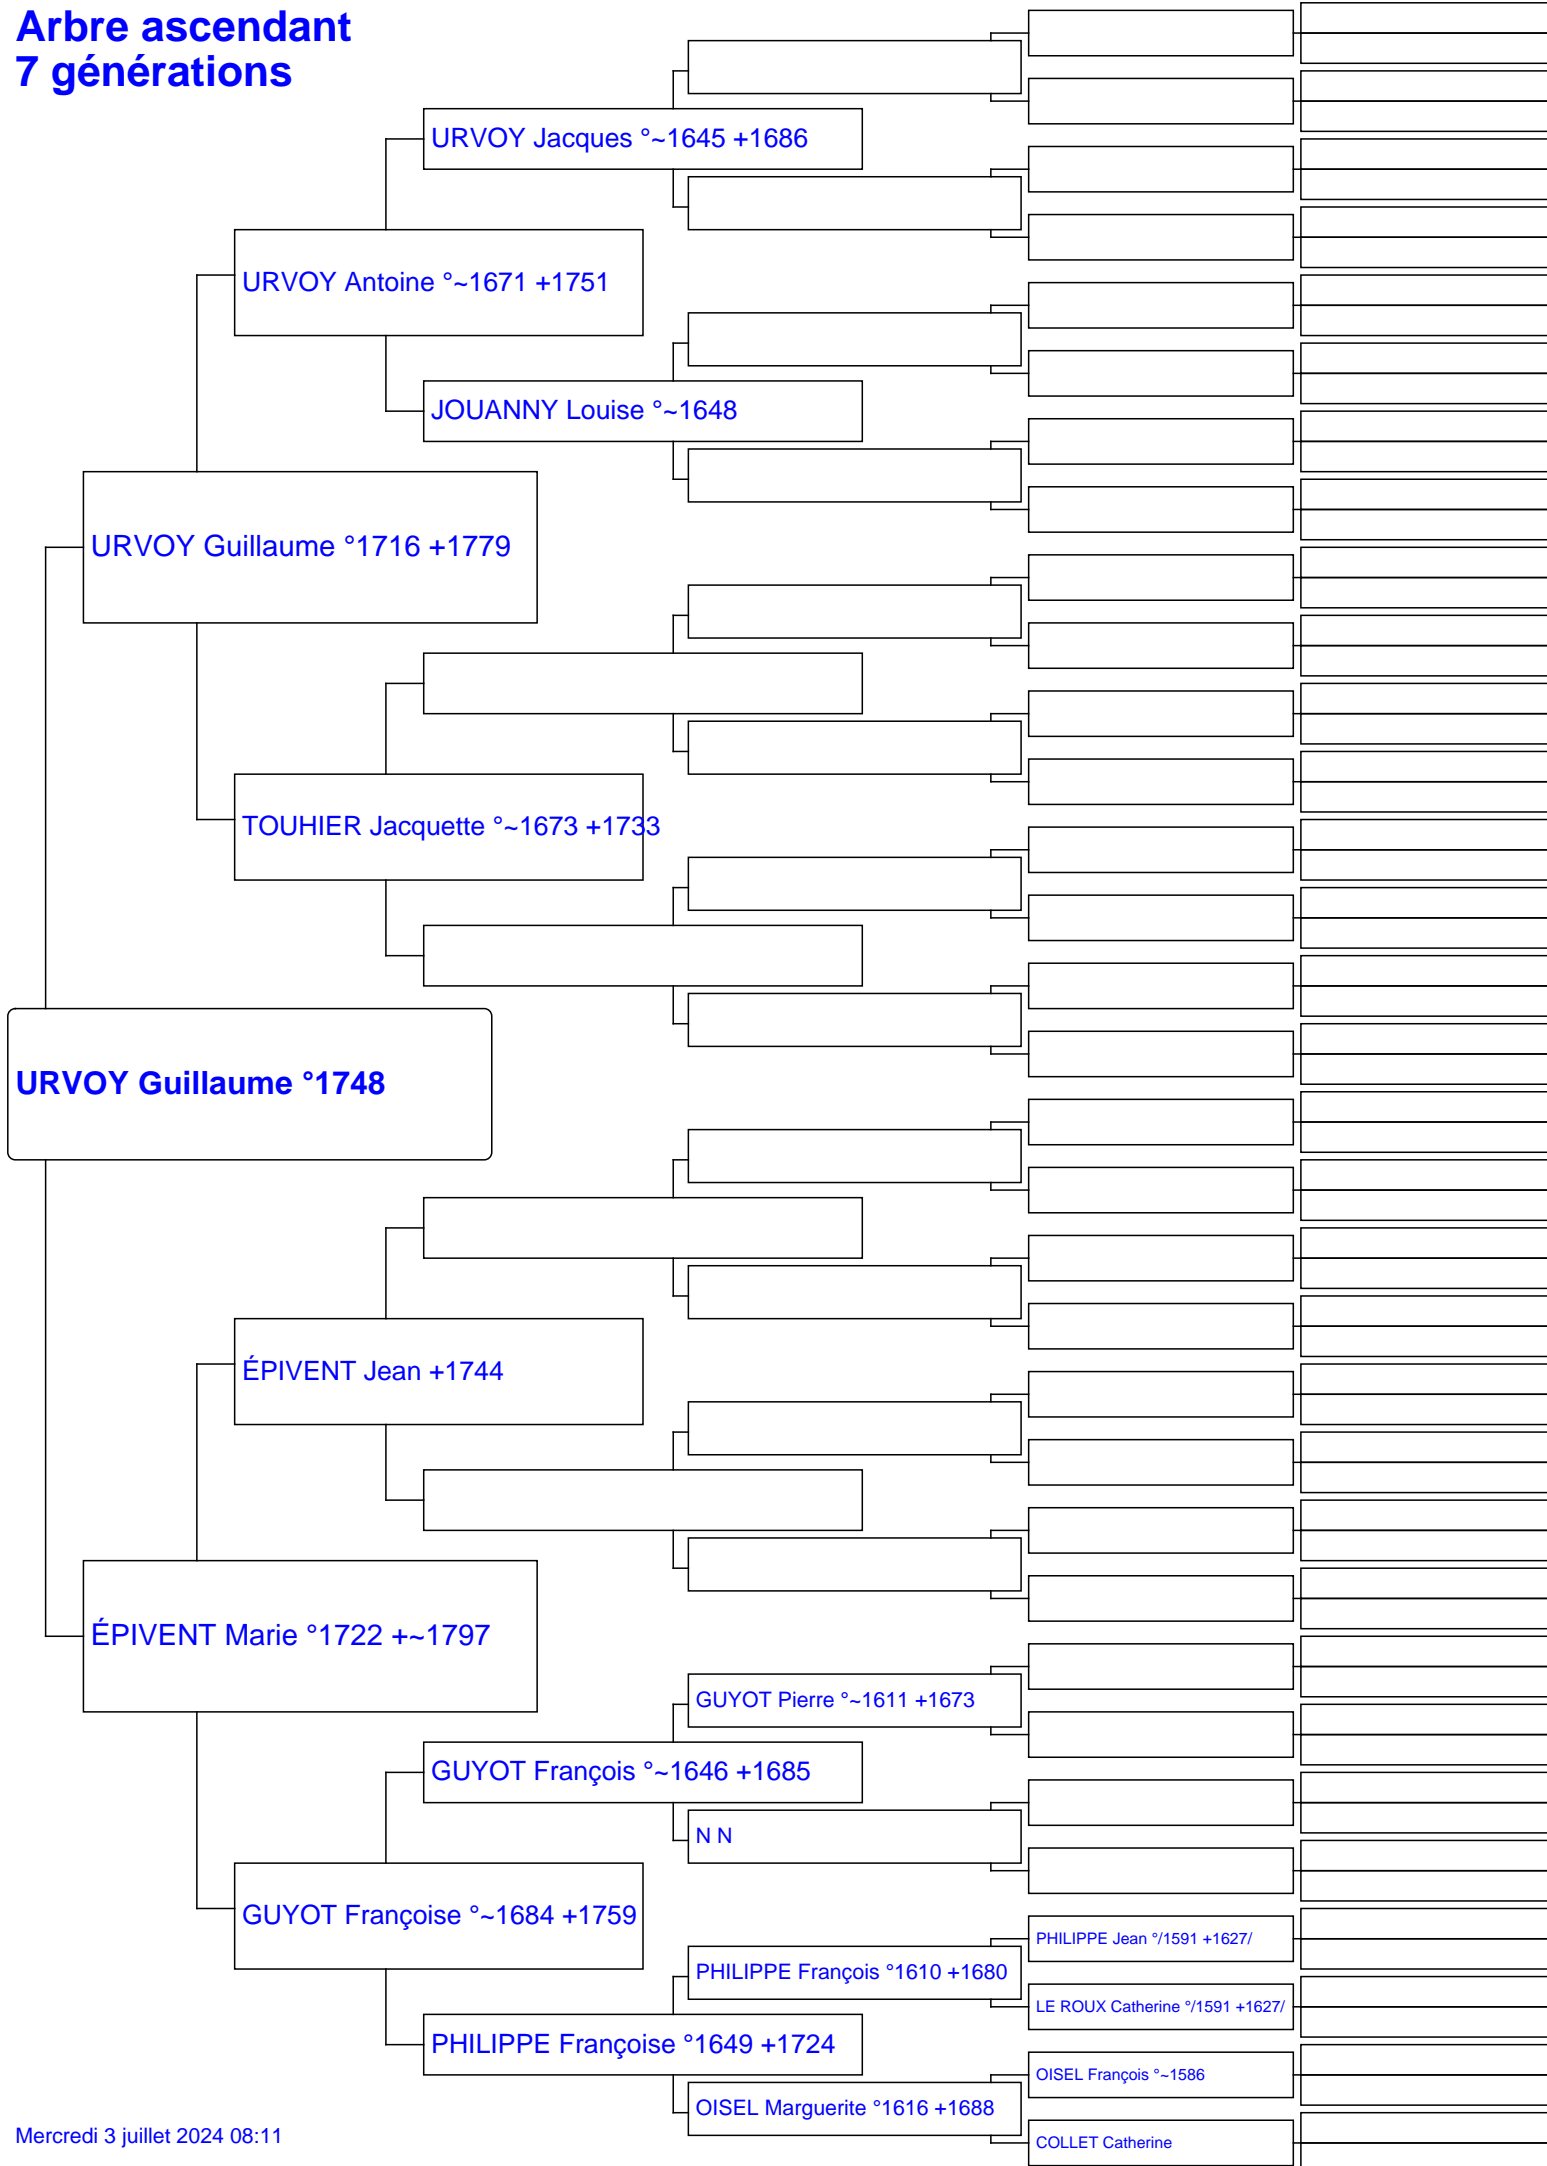 Arbre ascendant
7 générations
URVOY Jacques °~1645 +1686
URVOY Antoine °~1671 +1751
JOUANNY Louise °~1648
URVOY Guillaume °1716 +1779
TOUHIER Jacquette °~1673 +1733
URVOY Guillaume °1748
ÉPIVENT Jean +1744
ÉPIVENT Marie °1722 +~1797
GUYOT Pierre °~1611 +1673
GUYOT François °~1646 +1685
N N
GUYOT Françoise °~1684 +1759
PHILIPPE Jean °/1591 +1627/
PHILIPPE François °1610 +1680
LE ROUX Catherine °/1591 +1627/
PHILIPPE Françoise °1649 +1724
OISEL François °~1586
OISEL Marguerite °1616 +1688
COLLET Catherine
Mercredi 3 juillet 2024 08:11